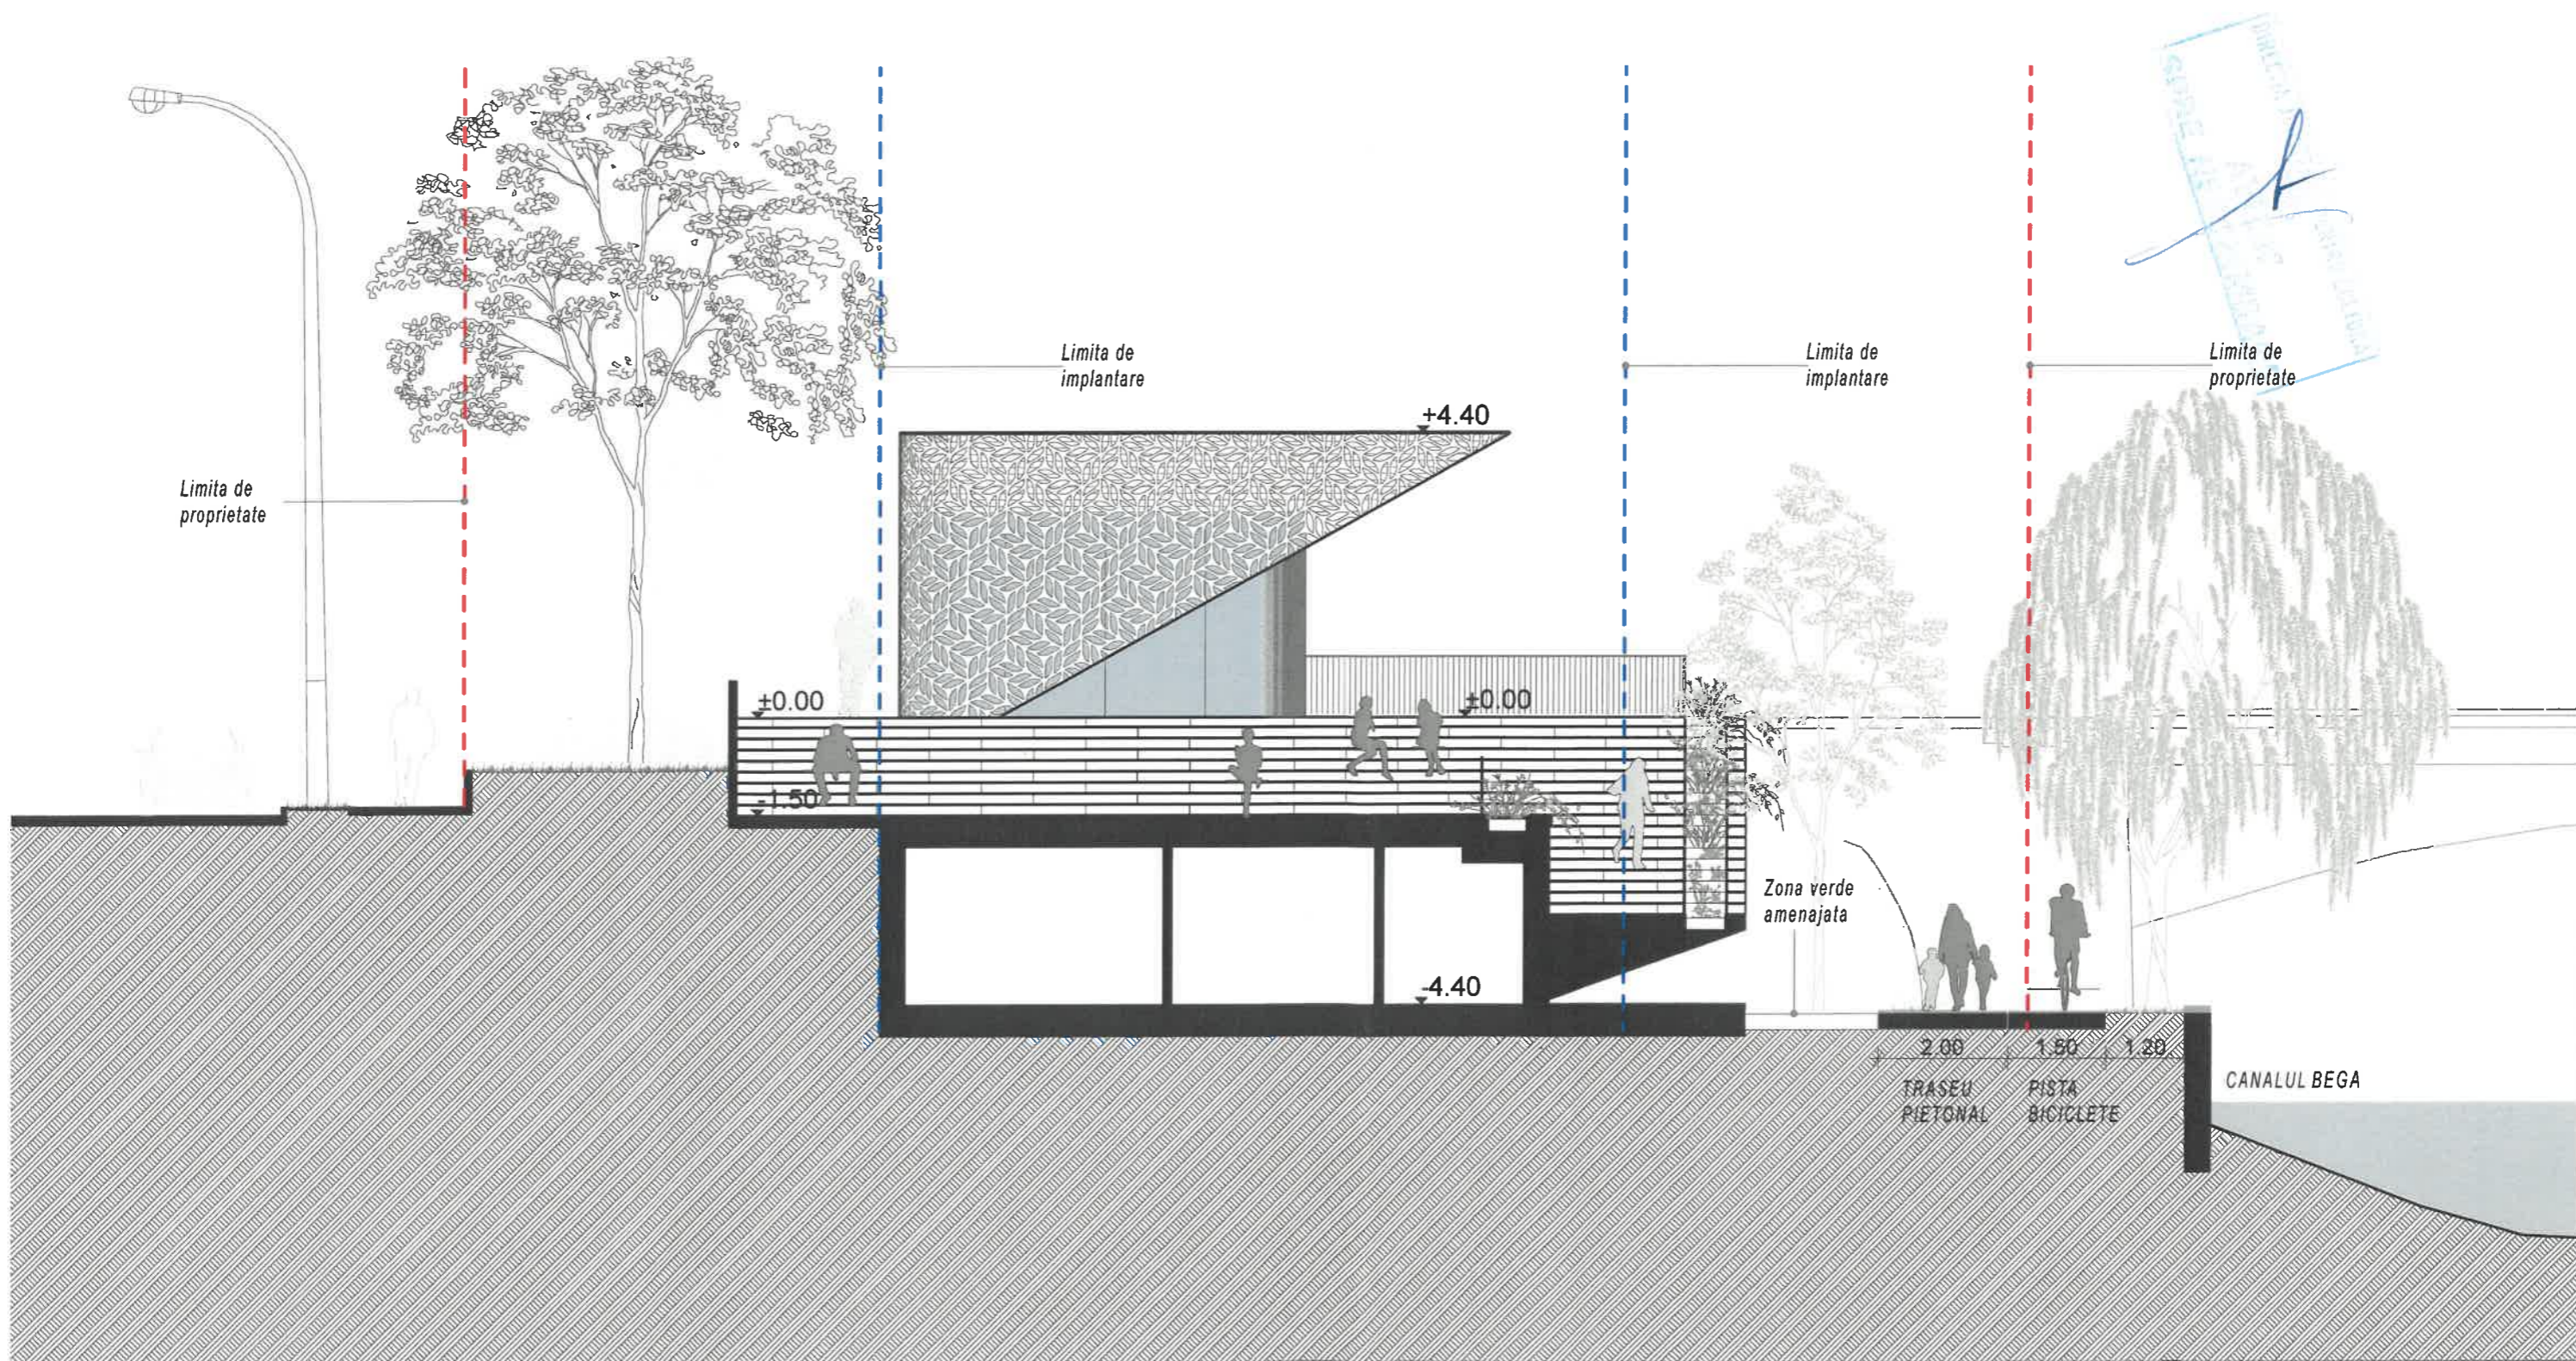 Limita de
implantare
Limita de
implantare
Limita de
proprietate
+4.40
Limita de
proprietate
±0.00
±0.00
-1.50
Zona verde
amenajata
-4.40
2.00
1.50
1.20
TRASEU
PIETONAL
PISTA
BICICLETE
CANALUL BEGA